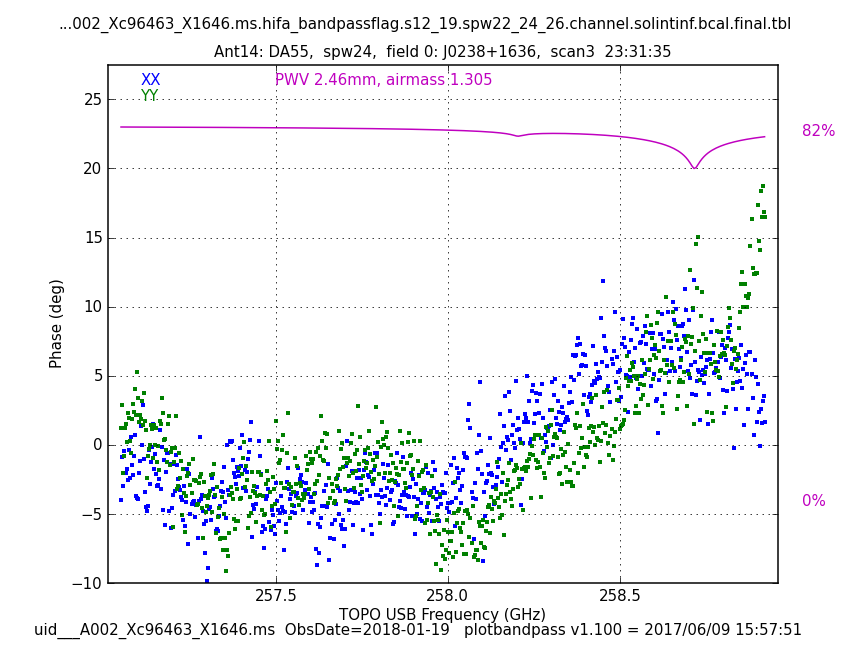 ...002_Xc96463_X1646.ms.hifa_bandpassflag.s12_19.spw22_24_26.channel.solintinf.bcal.final.tbl
Ant14: DA55, spw24, field 0: J0238+1636, scan3 23:31:35
XX
PWV 2.46mm, airmass 1.305
YY
25
82%
20
15
10
5
0
0%
−5
−10
Phase (deg)
257.5
258.0
258.5
TOPO USB Frequency (GHz)
uid___A002_Xc96463_X1646.ms ObsDate=2018-01-19 plotbandpass v1.100 = 2017/06/09 15:57:51